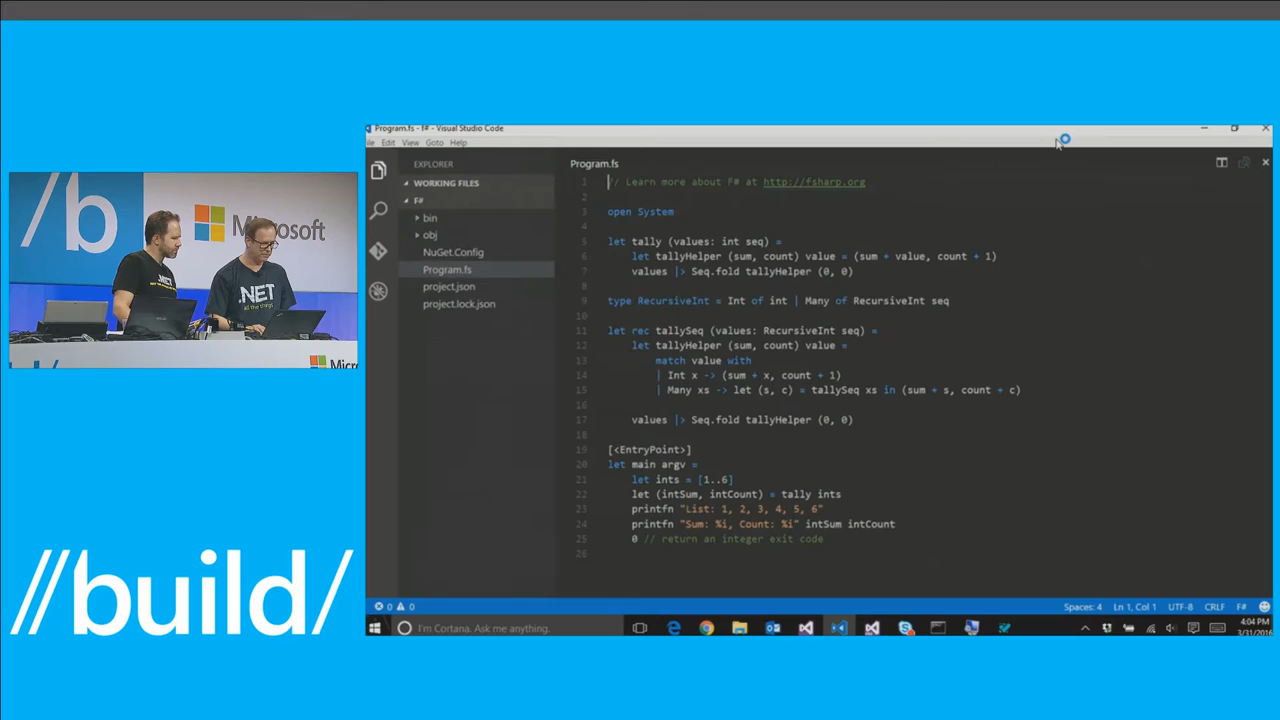 /b
Microsoft
.NET
.NET
all the things
Micros
//build/
Program.fs - f# - Visual Studio Code
ile Edit View Goto Help
EXPLORER
WORKING FILES
F#
bin
obj
NuGet.Config
Program.fs
project.json
project.lock.json
Program.fs
1 // Learn more about F# at http://fsharp.org
2
3 open System
4
5 let tally (values: int seq) =
6 let tallyHelper (sum, count) value = (sum + value, count + 1)
7 values |> Seq.fold tallyHelper (0, 0)
8
9 type RecursiveInt = Int of int | Many of RecursiveInt seq
10
11 let rec tallySeq (values: RecursiveInt seq) =
12 let tallyHelper (sum, count) value =
13 match value with
14 | Int x -> (sum + x, count + 1)
15 | Many xs -> let (s, c) = tallySeq xs in (sum + s, count + c)
16
17 values |> Seq.fold tallyHelper (0, 0)
18
19 [<EntryPoint>]
20 let main argv =
21 let ints = [1..6]
22 let (intSum, intCount) = tally ints
23 printfn "List: 1, 2, 3, 4, 5, 6"
24 printfn "Sum: %i, Count: %i" intSum intCount
25 0 // return an integer exit code
26
0 0
Spaces: 4 Ln 1, Col 1 UTF-8 CRLF F#
I'm Cortana. Ask me anything.
4:04 PM
3/31/2016